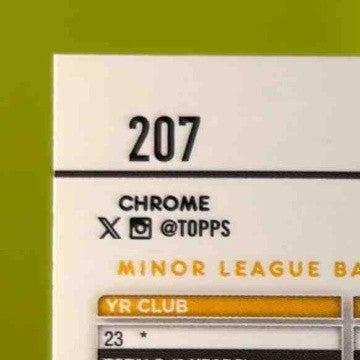 207
CHROME
𝕏 @TOPPS
MINOR LEAGUE BA
YR CLUB
23 *